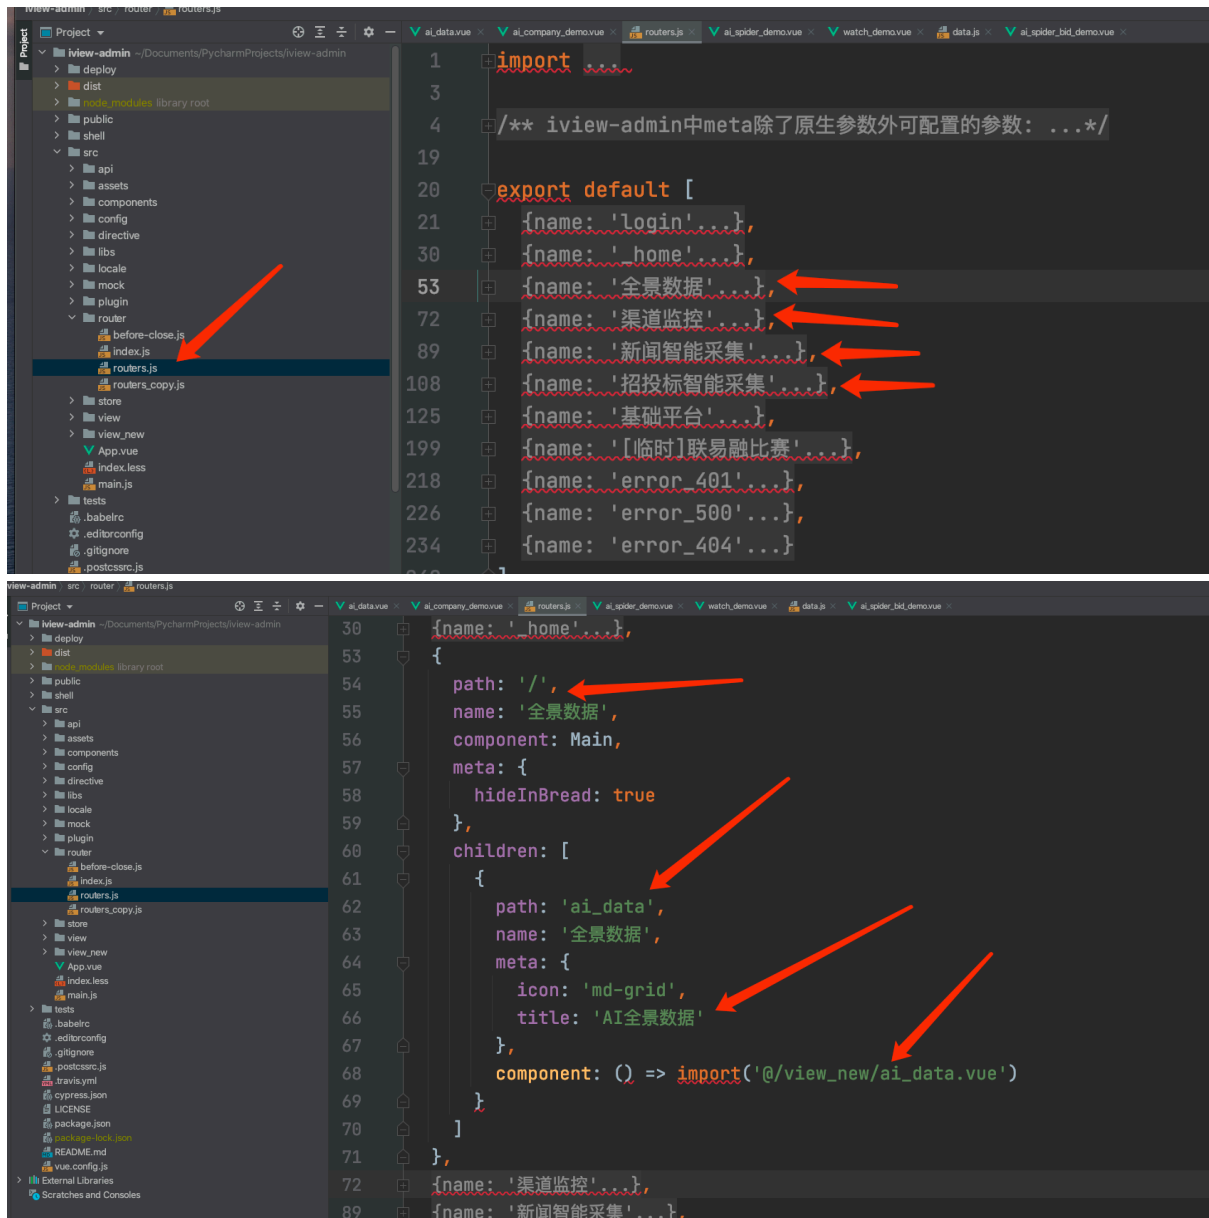 iview-admin src router routers.js
Project
Project
ai_data.vue
ai_company_demo.vue
routers.js
ai_spider_demo.vue
watch_demo.vue
data.js
ai_spider_bid_demo.vue
iview-admin ~/Documents/PycharmProjects/iview-admin
deploy
dist
node_modules library root
public
shell
src
api
assets
components
config
directive
libs
locale
mock
plugin
router
before-close.js
index.js
routers.js
routers_copy.js
store
view
view_new
App.vue
index.less
main.js
tests
.babelrc
.editorconfig
.gitignore
.postcssrc.js
1 import ...
3
4 /** iview-admin中meta除了原生参数外可配置的参数: ...*/
19
20 export default [
21 {name: 'login'...},
30 {name: '_home'...},
53 {name: '全景数据'...},
72 {name: '渠道监控'...},
89 {name: '新闻智能采集'...},
108 {name: '招投标智能采集'...},
125 {name: '基础平台'...},
199 {name: '[临时]联易融比赛'...},
218 {name: 'error_401'...},
226 {name: 'error_500'...},
234 {name: 'error_404'...}
]
iview-admin src router routers.js
Project
ai_data.vue
ai_company_demo.vue
routers.js
ai_spider_demo.vue
watch_demo.vue
data.js
ai_spider_bid_demo.vue
iview-admin ~/Documents/PycharmProjects/iview-admin
deploy
dist
node_modules library root
public
shell
src
api
assets
components
config
directive
libs
locale
mock
plugin
router
before-close.js
index.js
routers.js
routers_copy.js
store
view
view_new
App.vue
index.less
main.js
tests
.babelrc
.editorconfig
.gitignore
.postcssrc.js
.travis.yml
cypress.json
LICENSE
package.json
package-lock.json
README.md
vue.config.js
External Libraries
Scratches and Consoles
30 {name: '_home'...},
53 {
54 path: '/',
55 name: '全景数据',
56 component: Main,
57 meta: {
58 hideInBread: true
59 },
60 children: [
61 {
62 path: 'ai_data',
63 name: '全景数据',
64 meta: {
65 icon: 'md-grid',
66 title: 'AI全景数据'
67 },
68 component: () => import('@/view_new/ai_data.vue')
69 }
70 ]
71 },
72 {name: '渠道监控'...},
89 {name: '新闻智能采集'...},